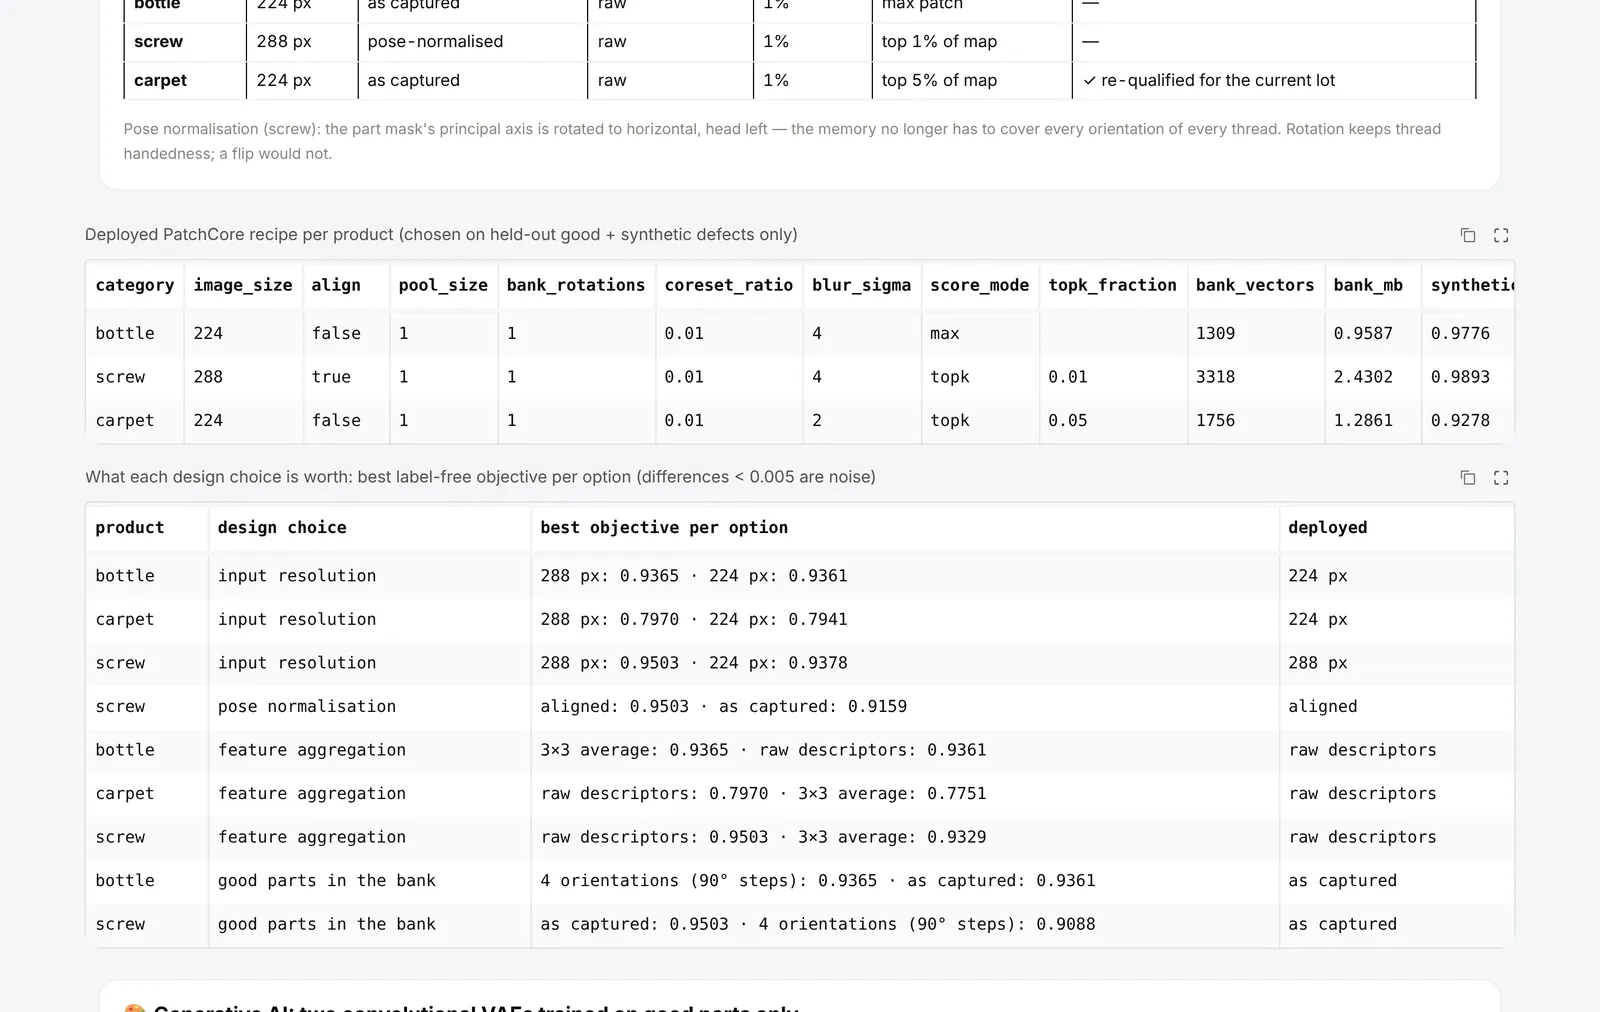 bottle 224 px as captured raw 1% max patch —
screw 288 px pose-normalised raw 1% top 1% of map —
carpet 224 px as captured raw 1% top 5% of map ✓ re-qualified for the current lot
Pose normalisation (screw): the part mask's principal axis is rotated to horizontal, head left — the memory no longer has to cover every orientation of every thread. Rotation keeps thread
handedness; a flip would not.
Deployed PatchCore recipe per product (chosen on held-out good + synthetic defects only)
category image_size align pool_size bank_rotations coreset_ratio blur_sigma score_mode topk_fraction bank_vectors bank_mb synthetic
bottle 224 false 1 1 0.01 4 max 1309 0.9587 0.9776
screw 288 true 1 1 0.01 4 topk 0.01 3318 2.4302 0.9893
carpet 224 false 1 1 0.01 2 topk 0.05 1756 1.2861 0.9278
What each design choice is worth: best label-free objective per option (differences < 0.005 are noise)
product design choice best objective per option deployed
bottle input resolution 288 px: 0.9365 · 224 px: 0.9361 224 px
carpet input resolution 288 px: 0.7970 · 224 px: 0.7941 224 px
screw input resolution 288 px: 0.9503 · 224 px: 0.9378 288 px
screw pose normalisation aligned: 0.9503 · as captured: 0.9159 aligned
bottle feature aggregation 3×3 average: 0.9365 · raw descriptors: 0.9361 raw descriptors
carpet feature aggregation raw descriptors: 0.7970 · 3×3 average: 0.7751 raw descriptors
screw feature aggregation raw descriptors: 0.9503 · 3×3 average: 0.9329 raw descriptors
bottle good parts in the bank 4 orientations (90° steps): 0.9365 · as captured: 0.9361 as captured
screw good parts in the bank as captured: 0.9503 · 4 orientations (90° steps): 0.9088 as captured
🎨 Generative AI: two convolutional VAEs trained on good parts only